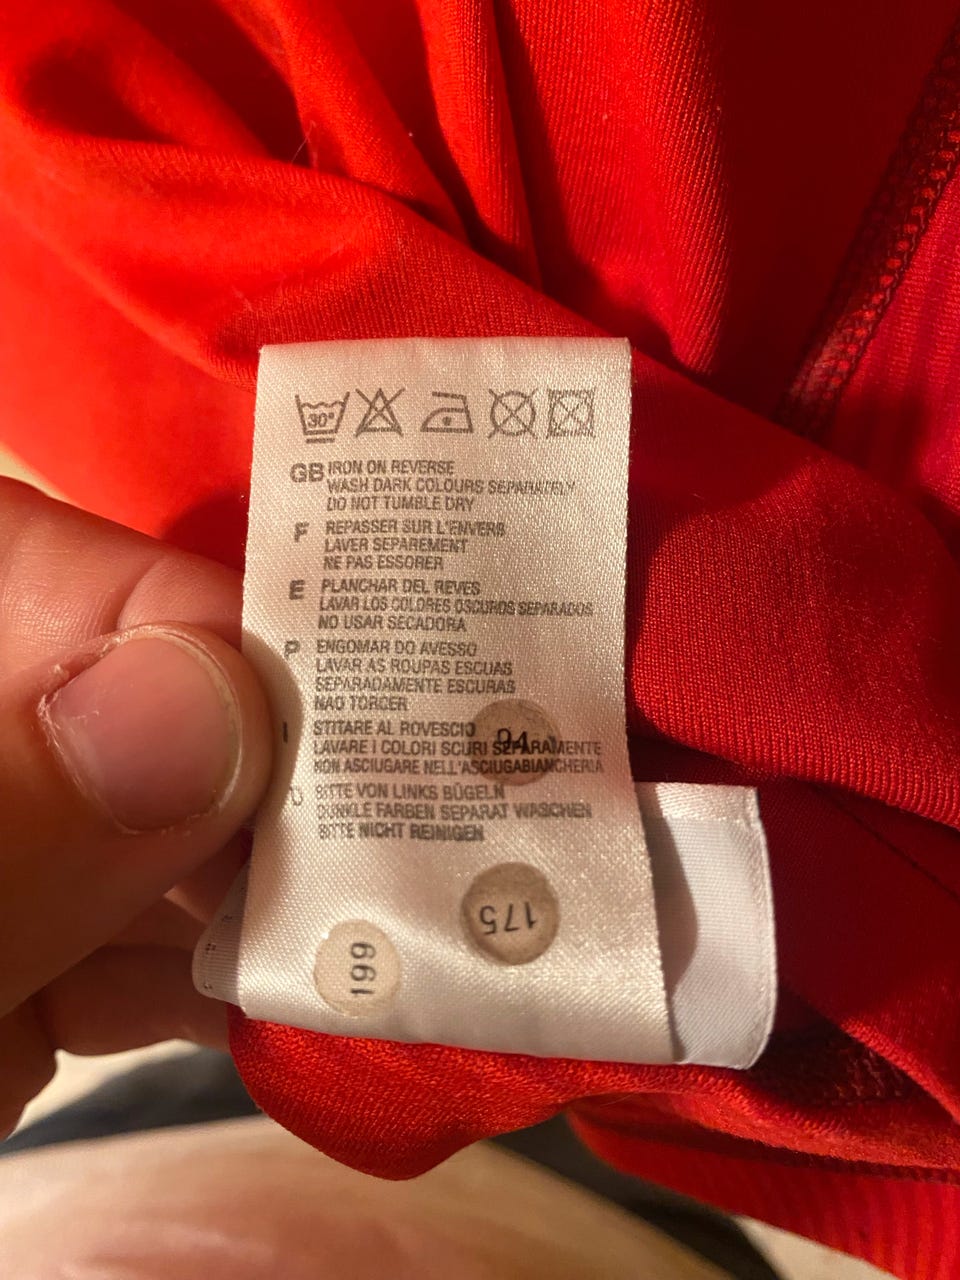 30°
GB IRON ON REVERSE
WASH DARK COLOURS SEPARATELY
DO NOT TUMBLE DRY
F REPASSER SUR L'ENVERS
LAVER SEPAREMENT
NE PAS ESSORER
E PLANCHAR DEL REVES
LAVAR LOS COLORES OSCUROS SEPARADOS
NO USAR SECADORA
P ENGOMAR DO AVESSO
LAVAR AS ROUPAS ESCUAS
SEPARADAMENTE ESCURAS
NAO TORCER
I STITARE AL ROVESCIO
LAVARE I COLORI SCURI SEPARAMENTE
NON ASCIUGARE NELL'ASCIUGABIANCHERIA
BITTE VON LINKS BÜGELN
DUNKLE FARBEN SEPARAT WASCHEN
BITTE NICHT REINIGEN
175
199